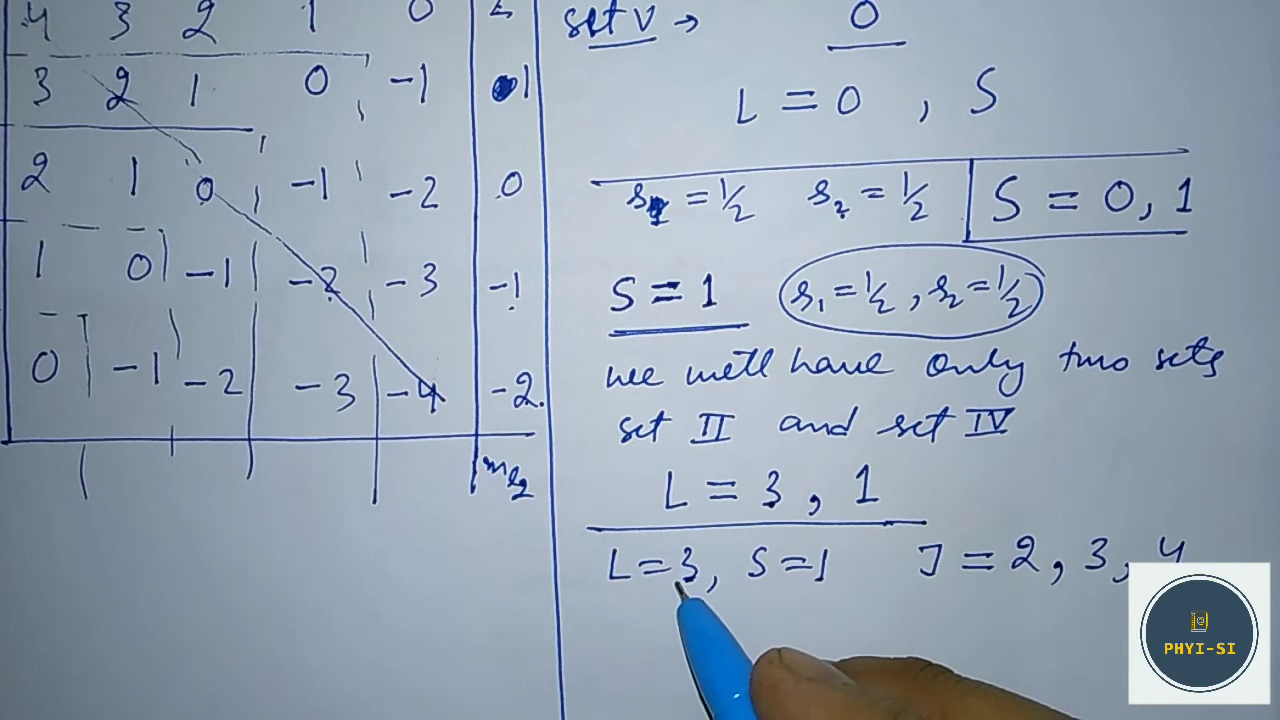 4 3 2 1 0 2
3 2 1 0 -1 1
2 1 0 -1 -2 0
1 0 -1 -2 -3 -1
0 -1 -2 -3 -4 -2
m l2
set V → 0
L = 0 , S
s1 = 1/2 s2 = 1/2 S = 0, 1
S = 1 s1 = 1/2 , s2 = 1/2
we will have only two sets
set II and set IV
L = 3 , 1
L = 3, S = 1 J = 2, 3, 4
PHYI-SI